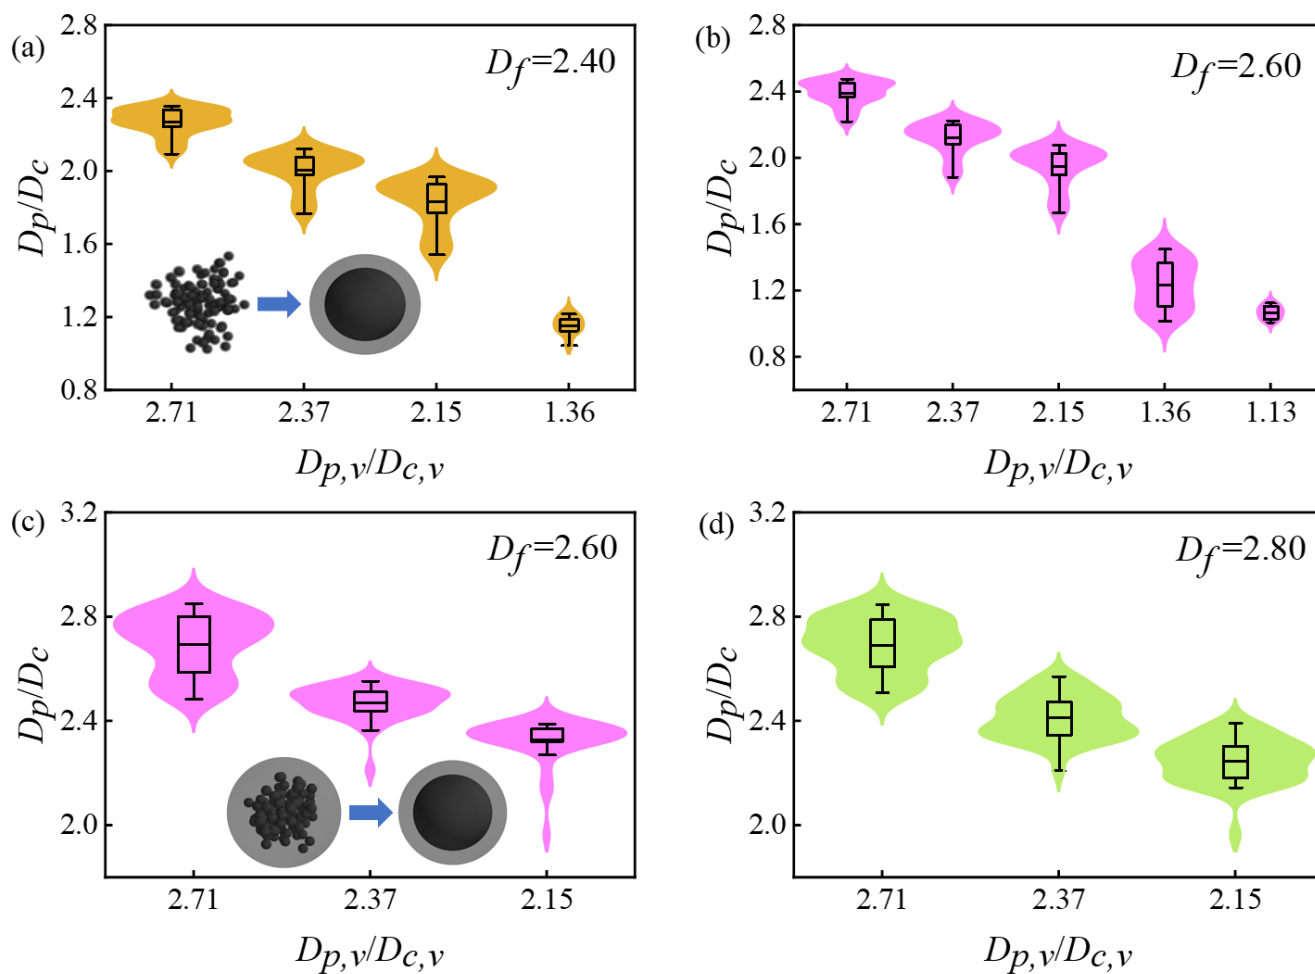 (a)
D_f=2.40
D_p/D_c
2.8
2.4
2.0
1.6
1.2
0.8
2.71 2.37 2.15 1.36
D_p,v/D_c,v
(b)
D_f=2.60
D_p/D_c
2.8
2.4
2.0
1.6
1.2
0.8
2.71 2.37 2.15 1.36 1.13
D_p,v/D_c,v
(c)
D_f=2.60
D_p/D_c
3.2
2.8
2.4
2.0
2.71 2.37 2.15
D_p,v/D_c,v
(d)
D_f=2.80
D_p/D_c
3.2
2.8
2.4
2.0
2.71 2.37 2.15
D_p,v/D_c,v